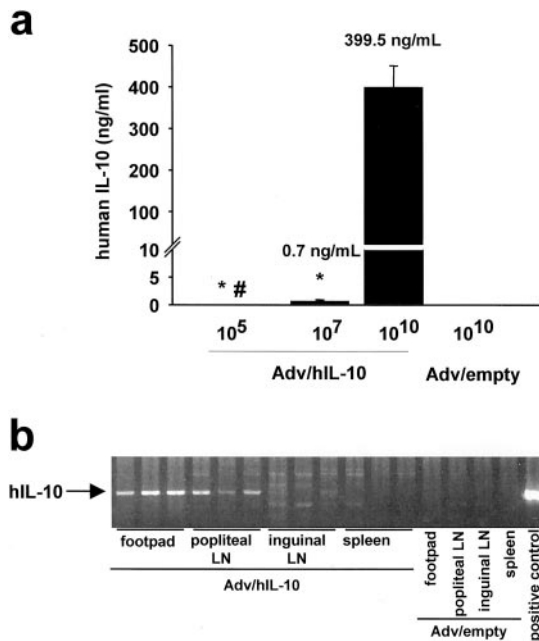 a
399.5 ng/mL
human IL-10 (ng/ml)
500
400
300
200
100
10
5
0
0.7 ng/mL
* #
*
10⁵ 10⁷ 10¹⁰ 10¹⁰
Adv/hIL-10 Adv/empty
b
hIL-10
footpad popliteal LN inguinal LN spleen
Adv/hIL-10
footpad
popliteal LN
inguinal LN
spleen
Adv/empty
positive control